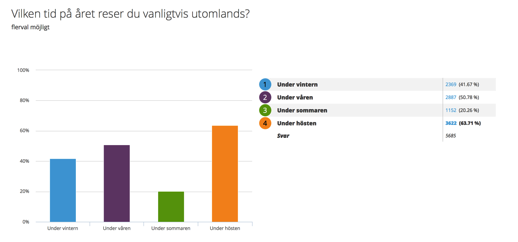 Vilken tid på året reser du vanligtvis utomlands?
flerval möjligt
100%
80%
60%
40%
20%
0%
Under vintern Under våren Under sommaren Under hösten
1 Under vintern 2369 (41.67 %)
2 Under våren 2887 (50.78 %)
3 Under sommaren 1152 (20.26 %)
4 Under hösten 3622 (63.71 %)
Svar 5685